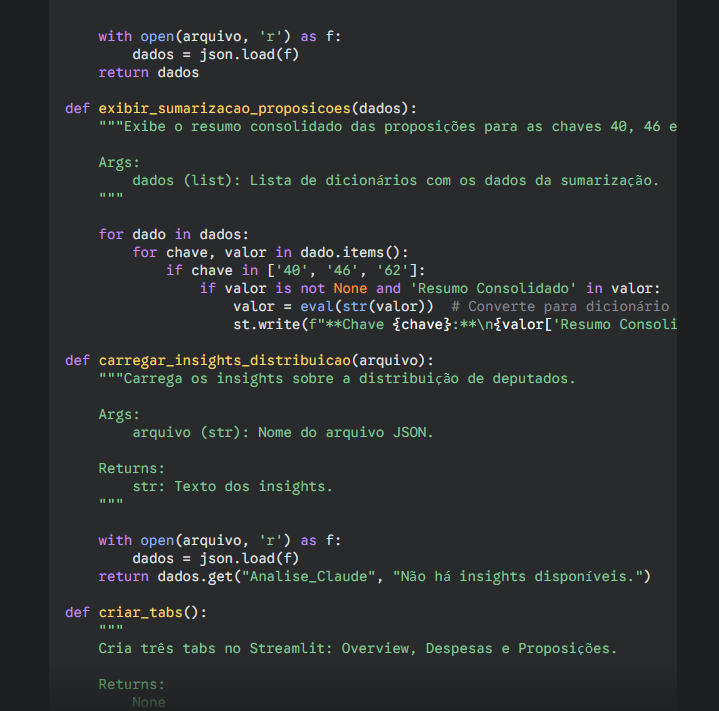 with open(arquivo, 'r') as f:
        dados = json.load(f)
    return dados

def exibir_sumarizacao_proposicoes(dados):
    """Exibe o resumo consolidado das proposições para as chaves 40, 46 e

    Args:
        dados (list): Lista de dicionários com os dados da sumarização.
    """

    for dado in dados:
        for chave, valor in dado.items():
            if chave in ['40', '46', '62']:
                if valor is not None and 'Resumo Consolidado' in valor:
                    valor = eval(str(valor))  # Converte para dicionário
                    st.write(f"**Chave {chave}:**\n{valor['Resumo Consoli

def carregar_insights_distribuicao(arquivo):
    """Carrega os insights sobre a distribuição de deputados.

    Args:
        arquivo (str): Nome do arquivo JSON.

    Returns:
        str: Texto dos insights.
    """

    with open(arquivo, 'r') as f:
        dados = json.load(f)
    return dados.get("Analise_Claude", "Não há insights disponíveis.")

def criar_tabs():
    """
    Cria três tabs no Streamlit: Overview, Despesas e Proposições.

    Returns:
        None